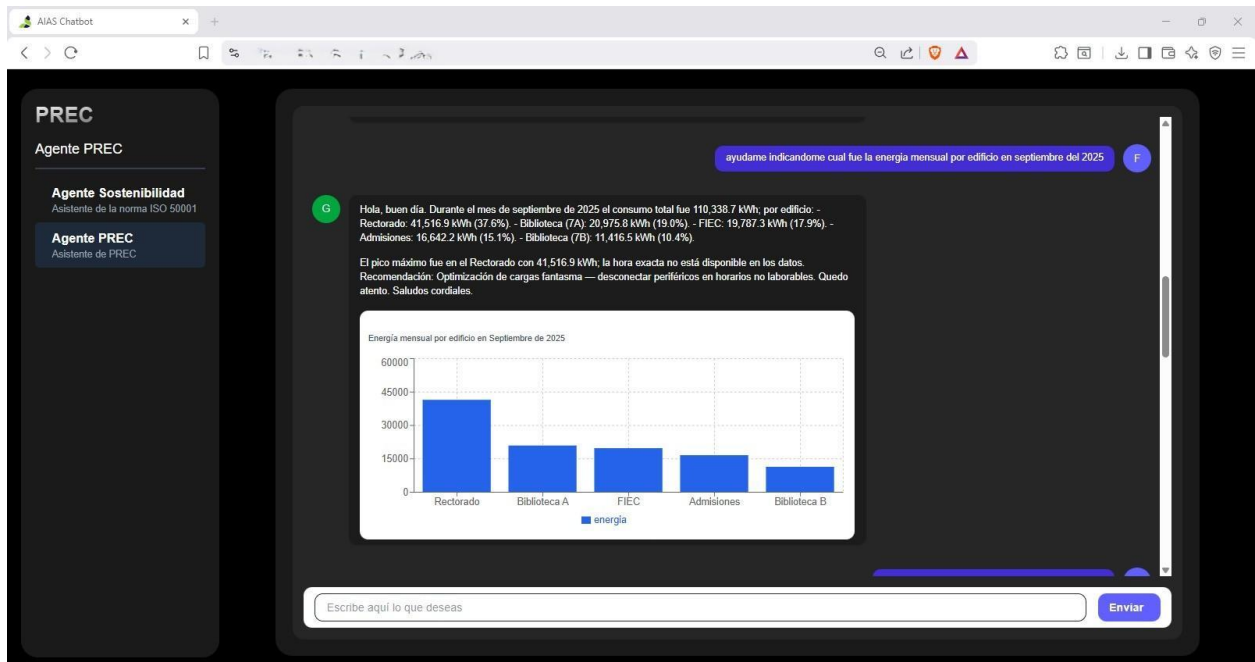 AIAS Chatbot
PREC
Agente PREC
Agente Sostenibilidad
Asistente de la norma ISO 50001
Agente PREC
Asistente de PREC
ayudame indicandome cual fue la energia mensual por edificio en septiembre del 2025
F
G
Hola, buen día. Durante el mes de septiembre de 2025 el consumo total fue 110,338.7 kWh; por edificio: -
Rectorado: 41,516.9 kWh (37.6%). - Biblioteca (7A): 20,975.8 kWh (19.0%). - FIEC: 19,787.3 kWh (17.9%). -
Admisiones: 16,642.2 kWh (15.1%). - Biblioteca (7B): 11,416.5 kWh (10.4%).
El pico máximo fue en el Rectorado con 41,516.9 kWh; la hora exacta no está disponible en los datos.
Recomendación: Optimización de cargas fantasma — desconectar periféricos en horarios no laborables. Quedo
atento. Saludos cordiales.
Energía mensual por edificio en Septiembre de 2025
60000
45000
30000
15000
0
Rectorado Biblioteca A FIEC Admisiones Biblioteca B
energía
Escribe aquí lo que deseas
Enviar